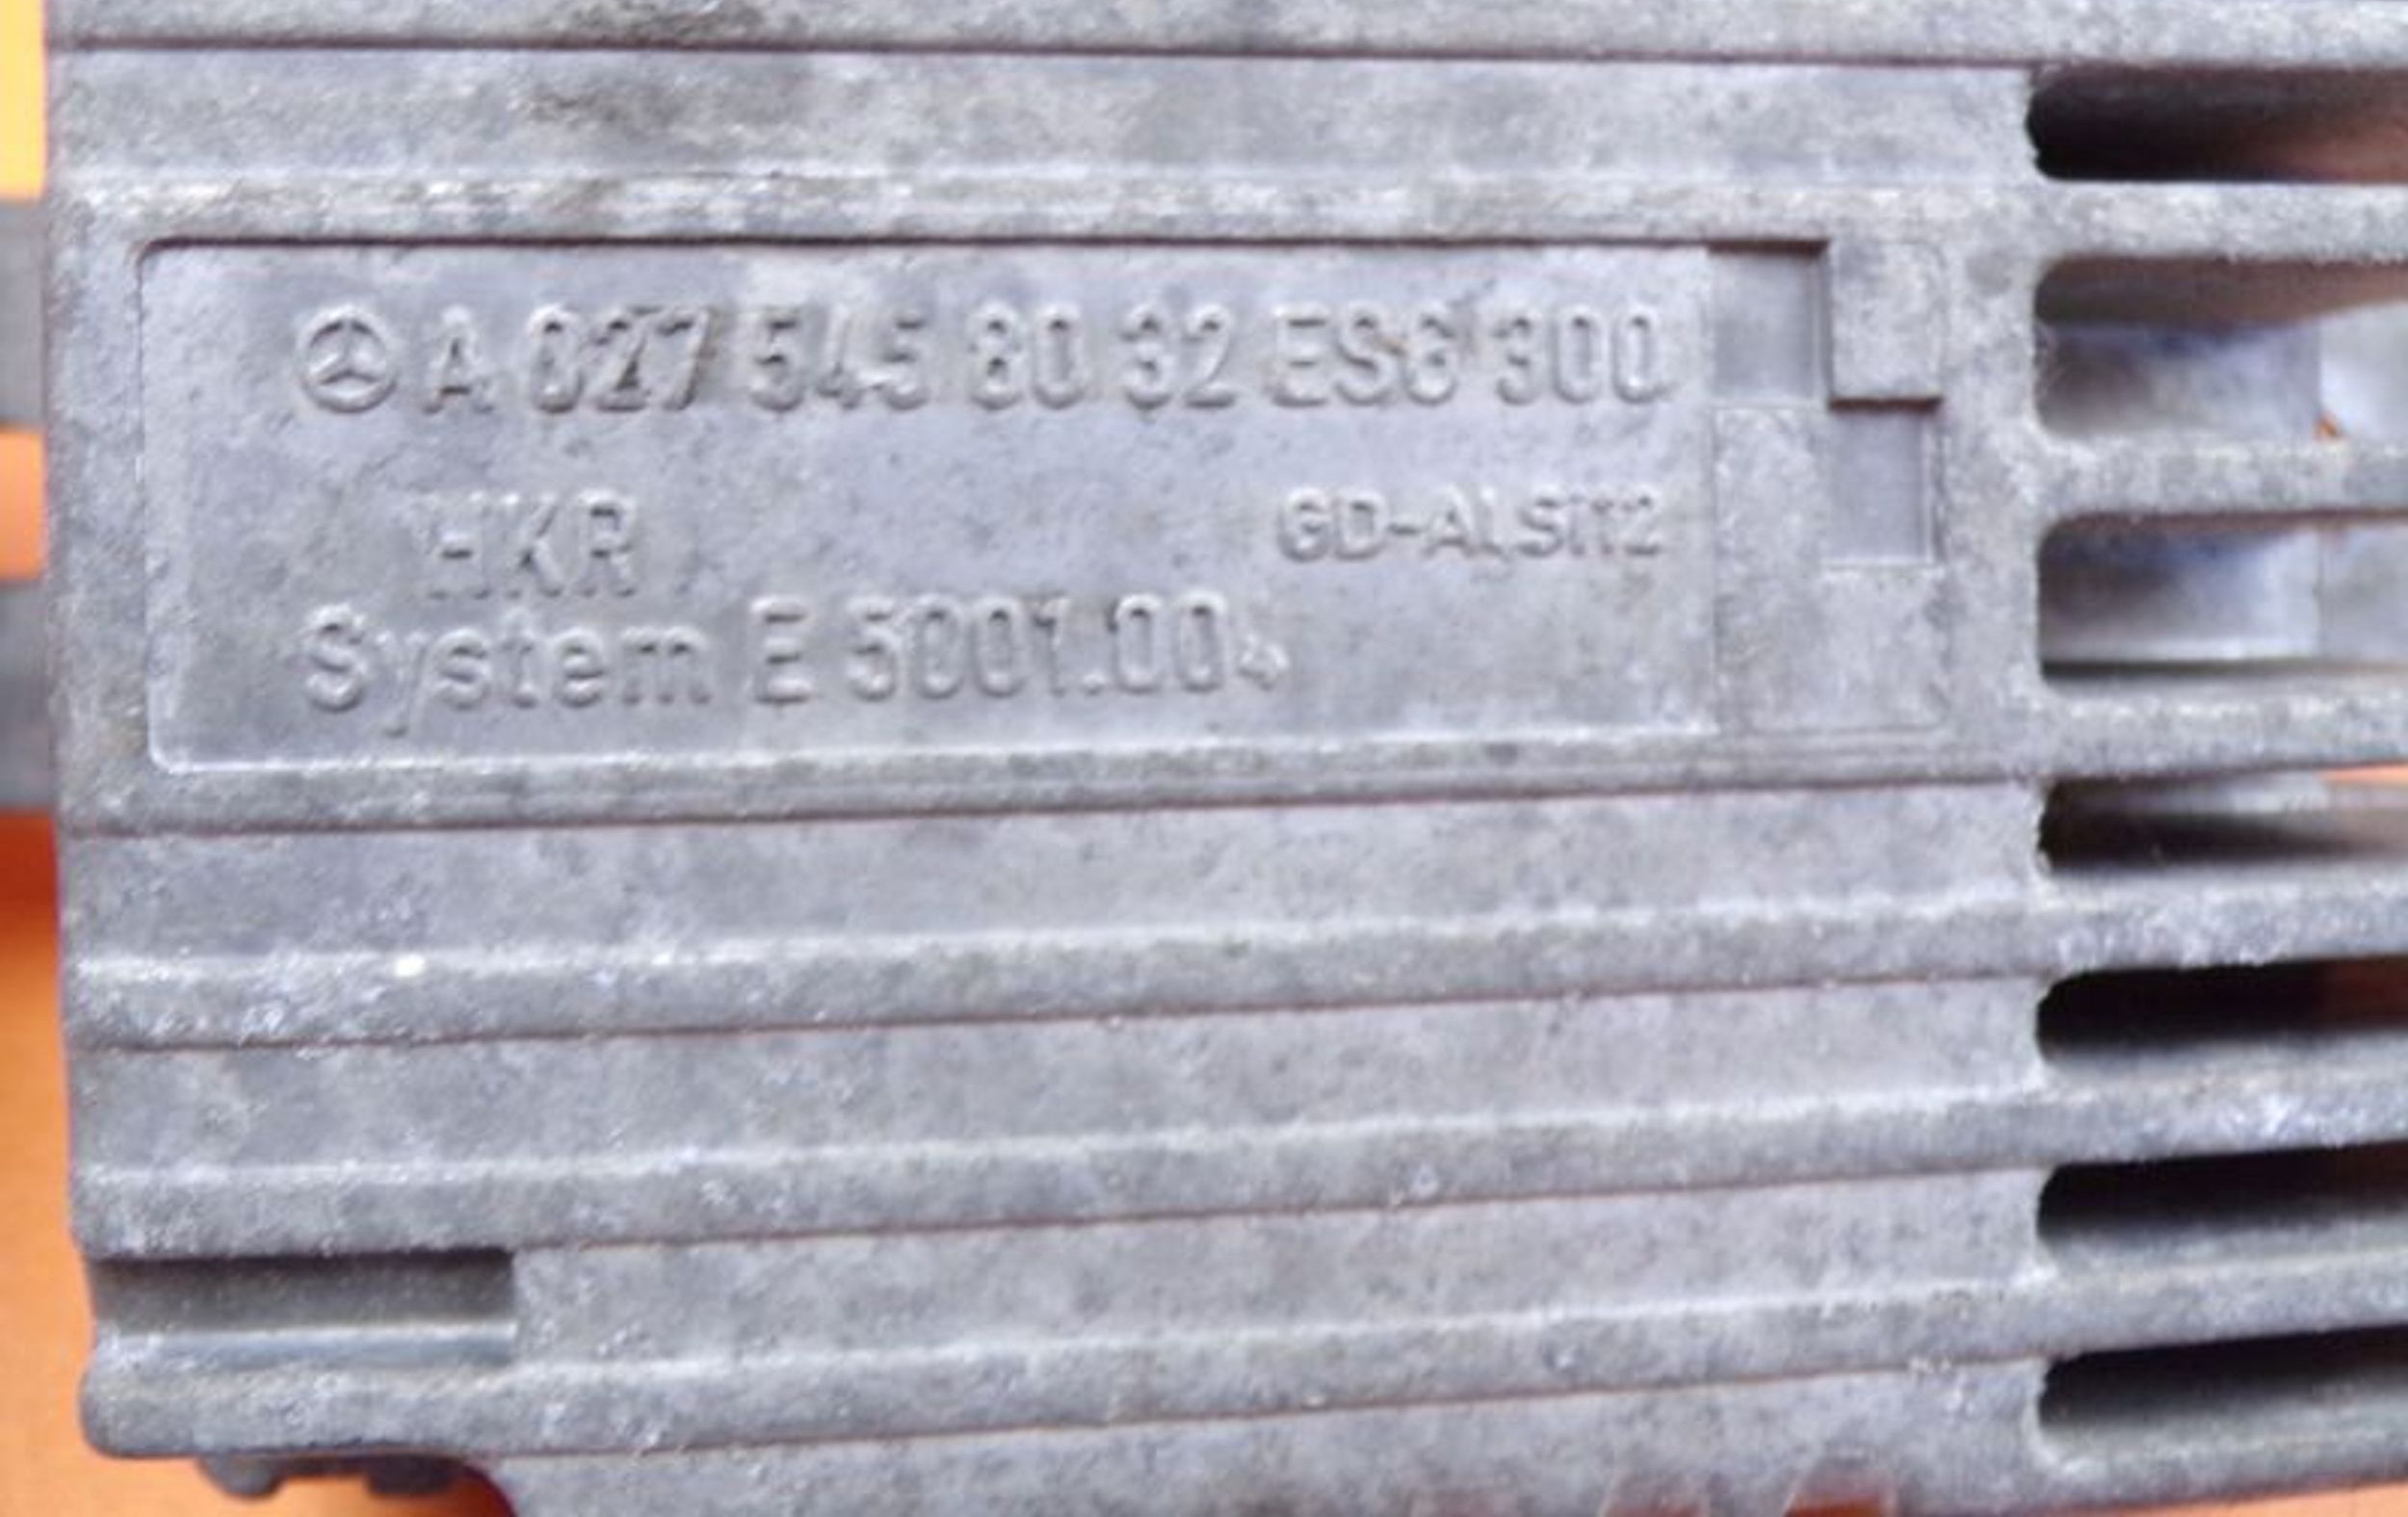 A 027 545 80 32 ES6 300
HKR GD-AlSi12
System E 5001.004